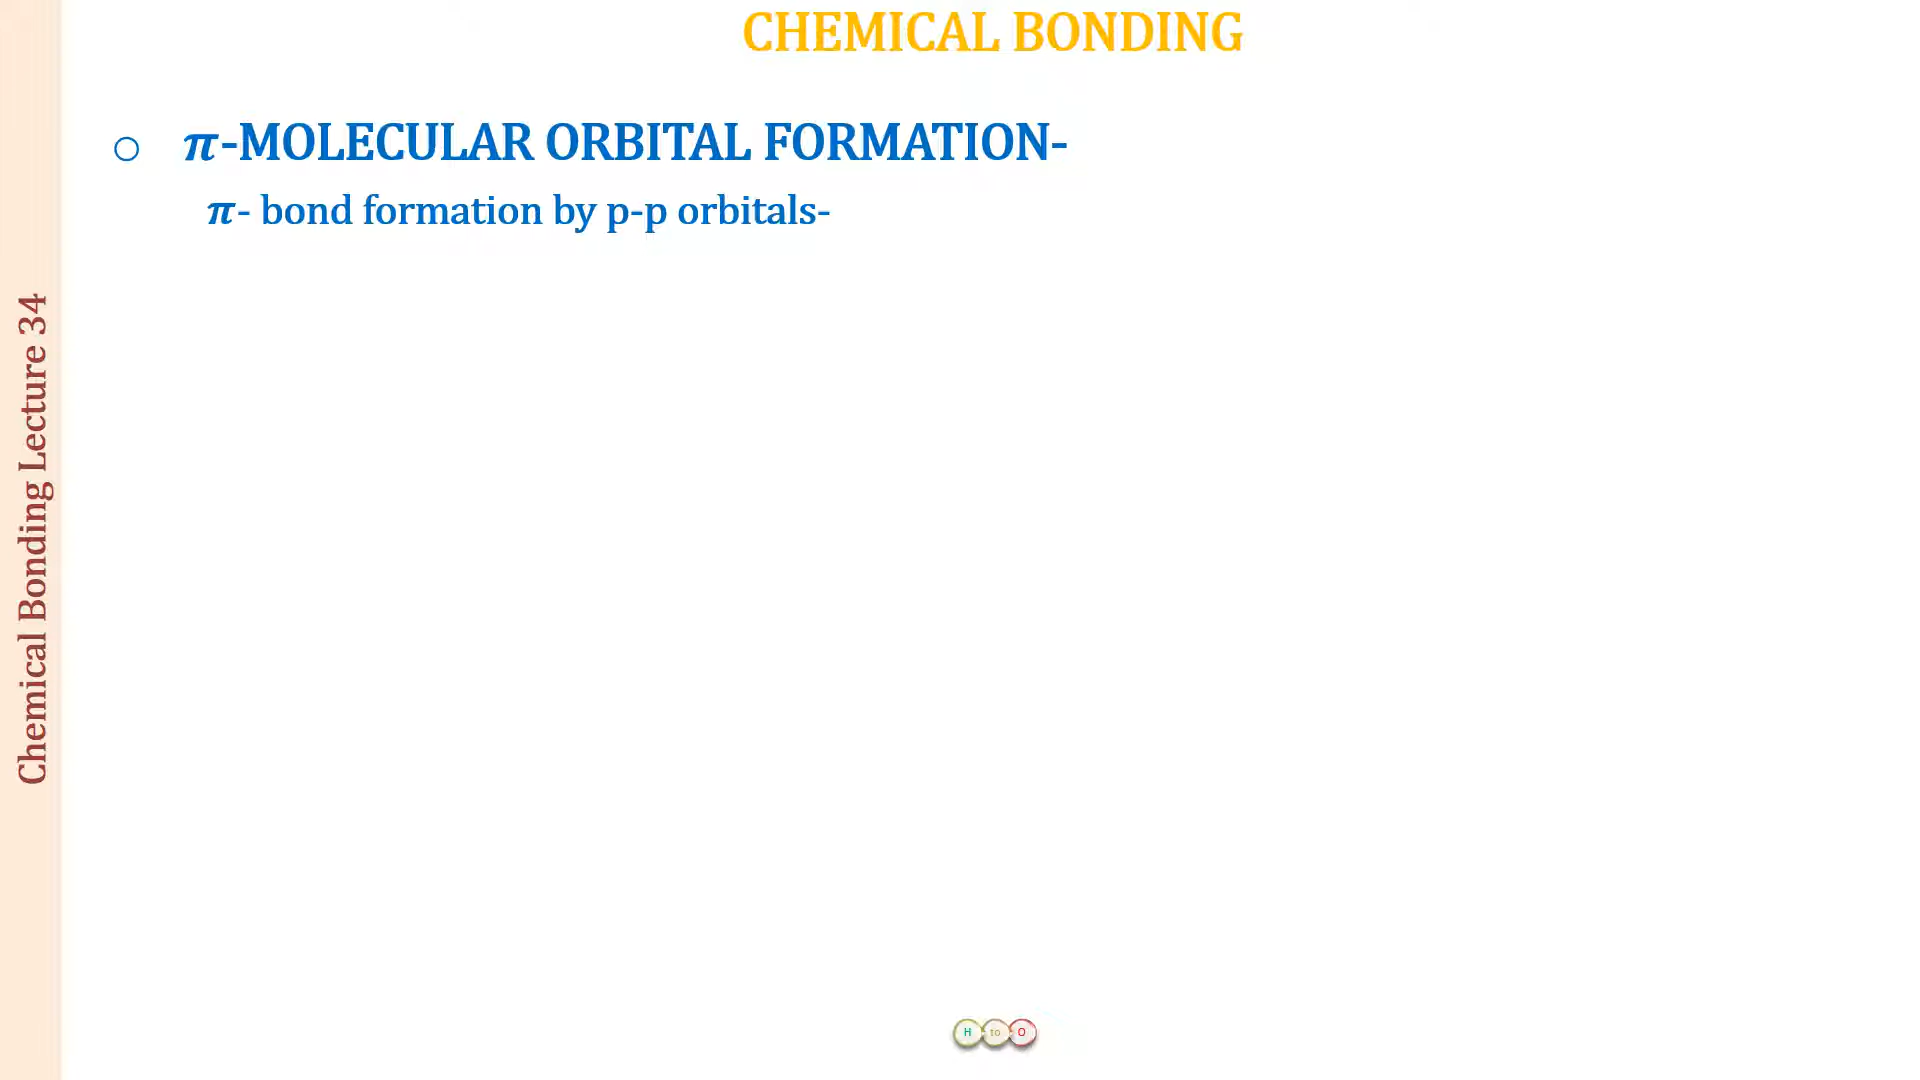 CHEMICAL BONDING
π-MOLECULAR ORBITAL FORMATION-
π- bond formation by p-p orbitals-
Chemical Bonding Lecture 34
H to O